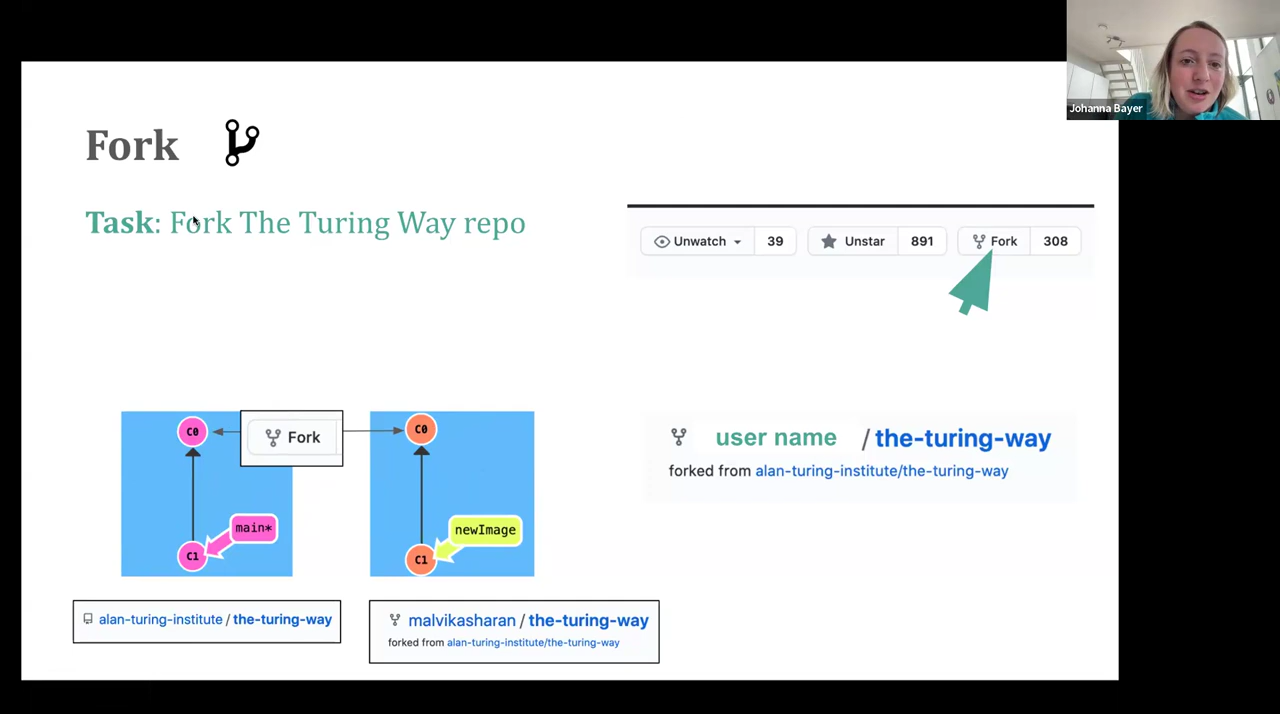 Johanna Bayer
Fork
Task: Fork The Turing Way repo
Unwatch 39 Unstar 891 Fork 308
C0 Fork C0
main* newImage
C1 C1
user name / the-turing-way
forked from alan-turing-institute/the-turing-way
alan-turing-institute / the-turing-way
malvikasharan / the-turing-way
forked from alan-turing-institute/the-turing-way